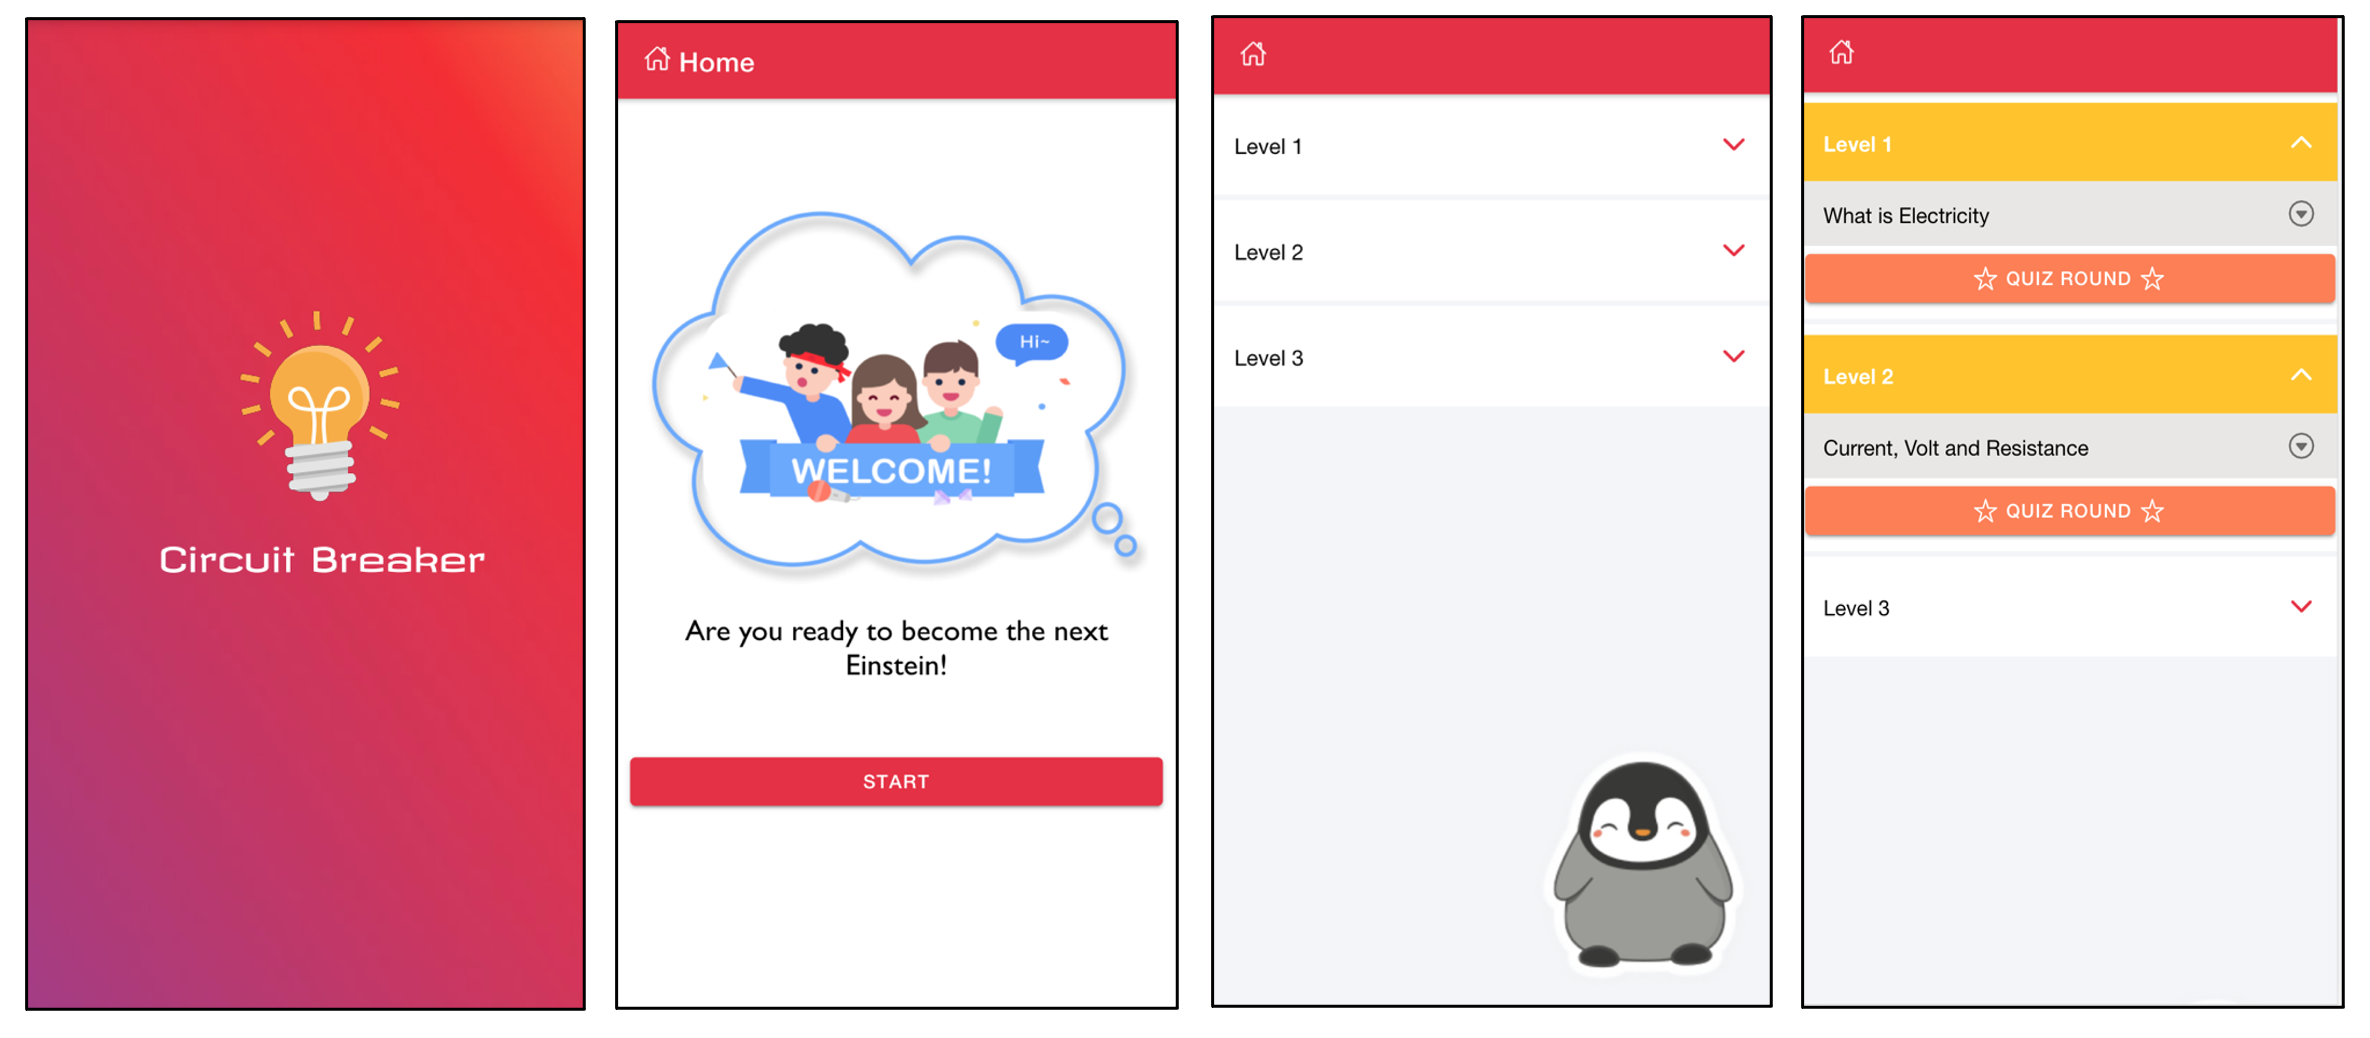 Circuit Breaker
Home
Hi~
WELCOME!
Are you ready to become the next
Einstein!
START
Level 1
Level 2
Level 3
Level 1
What is Electricity
QUIZ ROUND
Level 2
Current, Volt and Resistance
QUIZ ROUND
Level 3